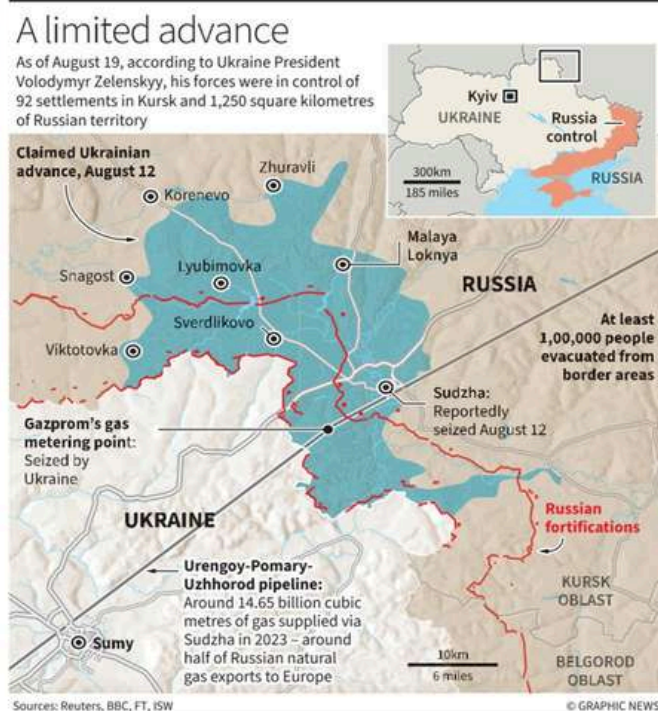 A limited advance
As of August 19, according to Ukraine President
Volodymyr Zelenskyy, his forces were in control of
92 settlements in Kursk and 1,250 square kilometres
of Russian territory
Kyiv
UKRAINE
Russia
control
RUSSIA
300km
185 miles
Claimed Ukrainian
advance, August 12
Zhuravli
Korenevo
Malaya
Loknya
Snagost
Lyubimovka
RUSSIA
Sverdlikovo
At least
1,00,000 people
evacuated from
border areas
Viktotovka
Sudzha:
Reportedly
seized August 12
Gazprom's gas
metering point:
Seized by
Ukraine
UKRAINE
Russian
fortifications
Urengoy-Pomary-
Uzhhorod pipeline:
Around 14.65 billion cubic
metres of gas supplied via
Sudzha in 2023 – around
half of Russian natural
gas exports to Europe
KURSK
OBLAST
Sumy
10km
6 miles
BELGOROD
OBLAST
Sources: Reuters, BBC, FT, ISW
© GRAPHIC NEWS